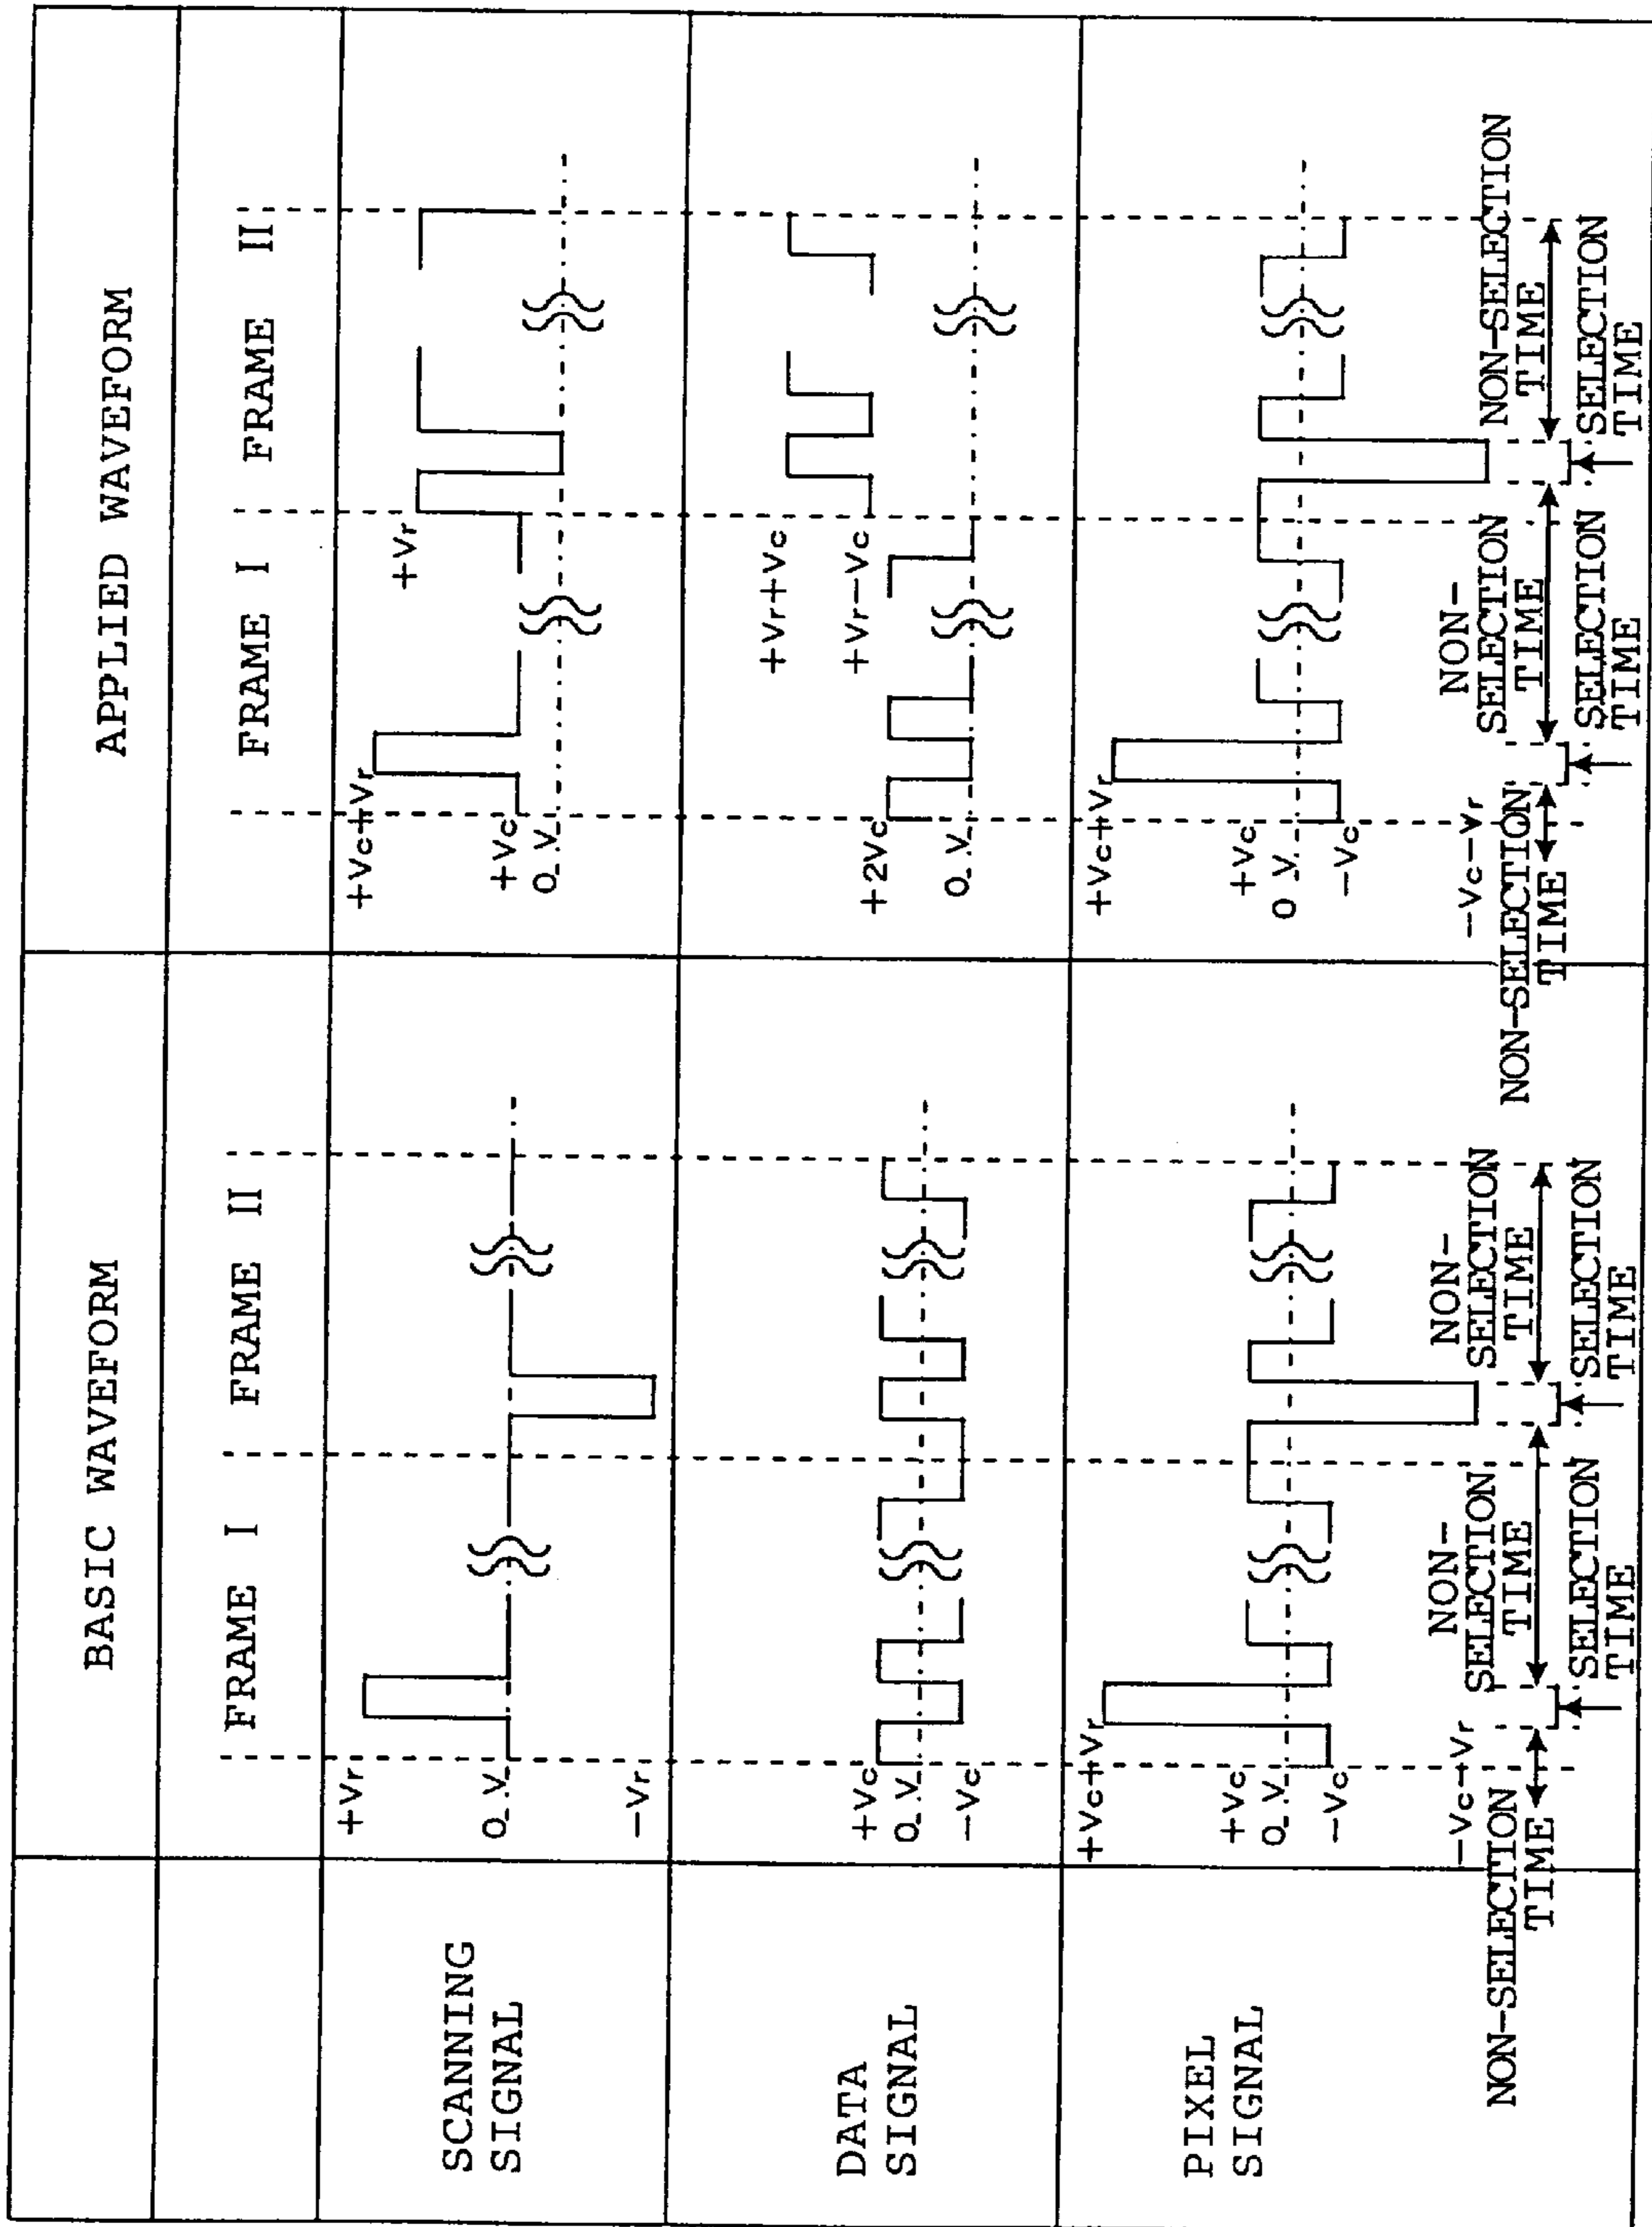 BASIC WAVEFORM
APPLIED WAVEFORM
FRAME I
FRAME II
FRAME I
FRAME II
SCANNING
SIGNAL
+Vr
0 V
-Vr
+Vc+Vr
+Vc
0 V
+Vr
DATA
SIGNAL
+Vc
0 V
-Vc
+2Vc
0 V
+Vr+Vc
+Vr-Vc
PIXEL
SIGNAL
+Vc+Vr
+Vc
0 V
-Vc
-Vc-Vr
NON-SELECTION
TIME
NON-
SELECTION
TIME
SELECTION
TIME
NON-
SELECTION
TIME
SELECTION
TIME
+Vc+Vr
+Vc
0 V
-Vc
-Vc-Vr
NON-SELECTION
TIME
NON-
SELECTION
TIME
SELECTION
TIME
NON-SELECTION
TIME
SELECTION
TIME